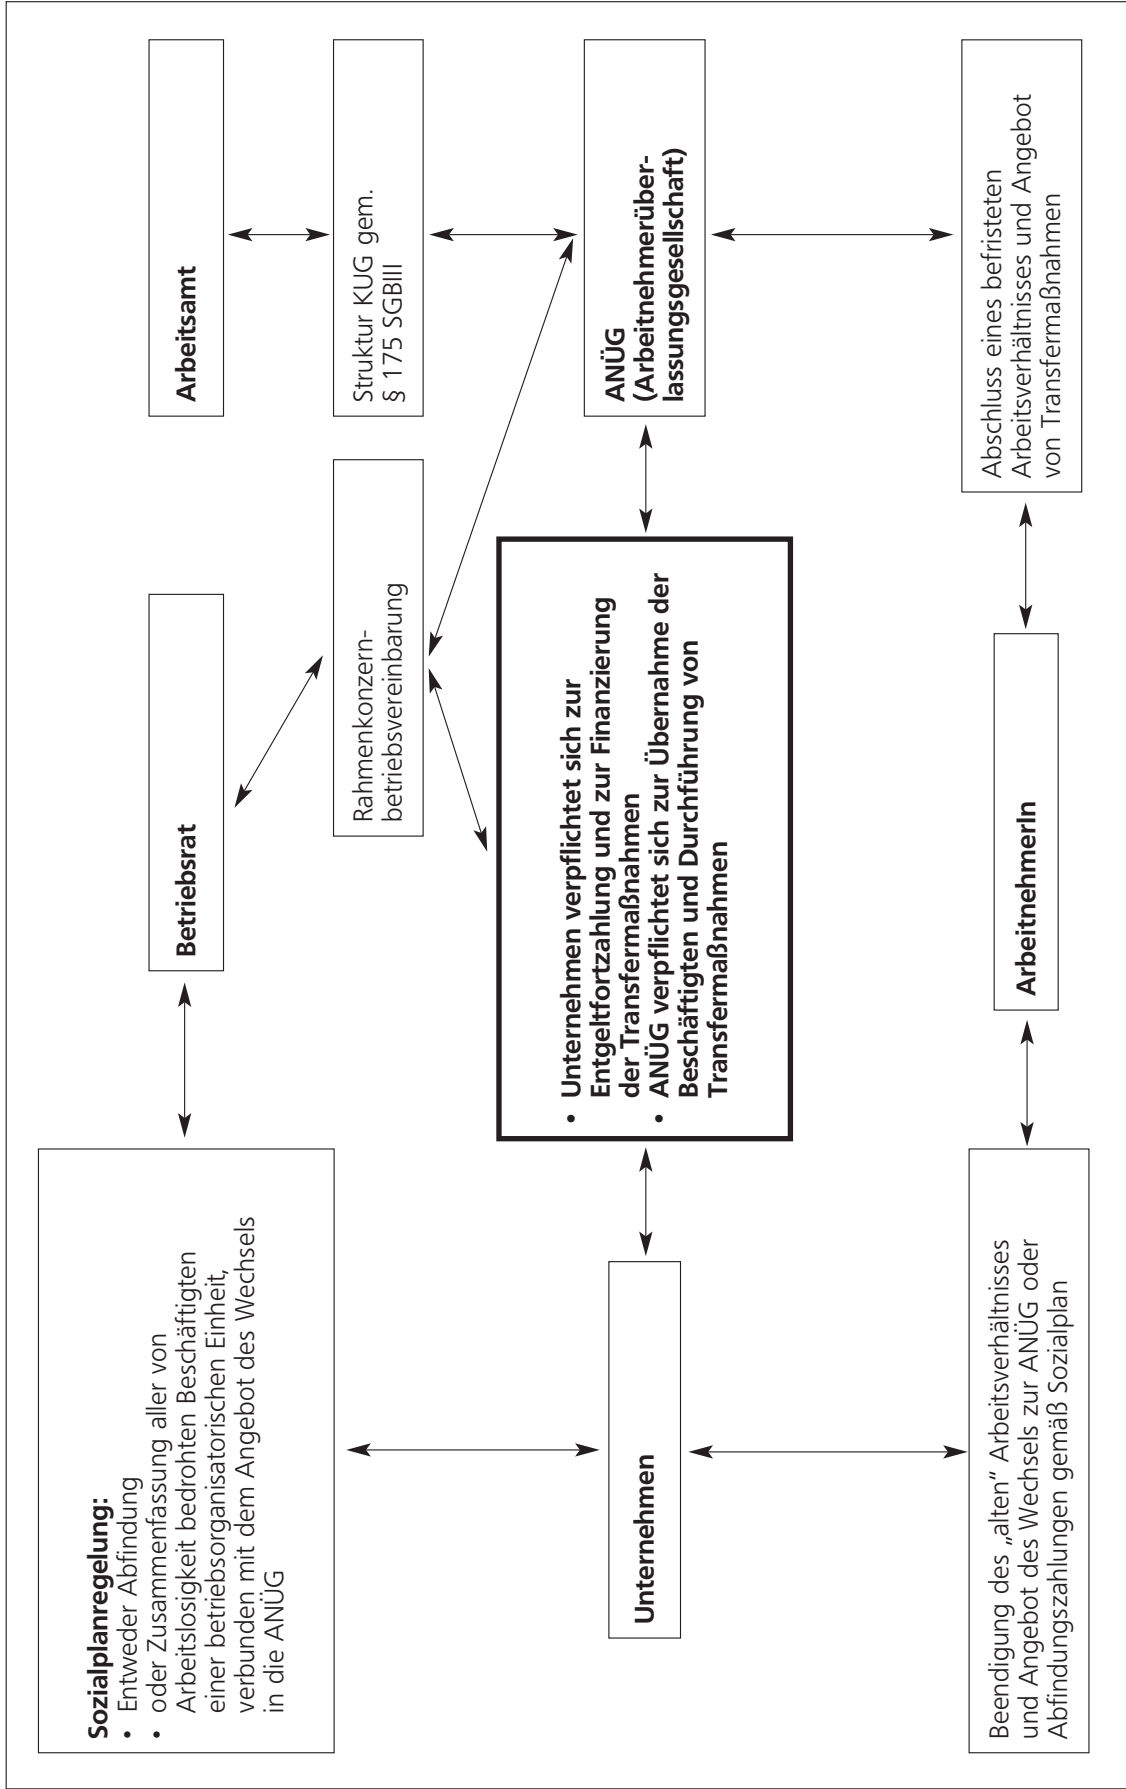 Sozialplanregelung:
• Entweder Abfindung
• oder Zusammenfassung aller von
Arbeitslosigkeit bedrohten Beschäftigten
einer betriebsorganisatorischen Einheit,
verbunden mit dem Angebot des Wechsels
in die ANÜG
Betriebsrat
Arbeitsamt
Rahmenkonzern-
betriebsvereinbarung
Struktur KUG gem.
§ 175 SGBIII
Unternehmen
• Unternehmen verpflichtet sich zur
Entgeltfortzahlung und zur Finanzierung
der Transfermaßnahmen
• ANÜG verpflichtet sich zur Übernahme der
Beschäftigten und Durchführung von
Transfermaßnahmen
ANÜG
(Arbeitnehmerüber-
lassungsgesellschaft)
Beendigung des „alten“ Arbeitsverhältnisses
und Angebot des Wechsels zur ANÜG oder
Abfindungszahlungen gemäß Sozialplan
ArbeitnehmerIn
Abschluss eines befristeten
Arbeitsverhältnisses und Angebot
von Transfermaßnahmen